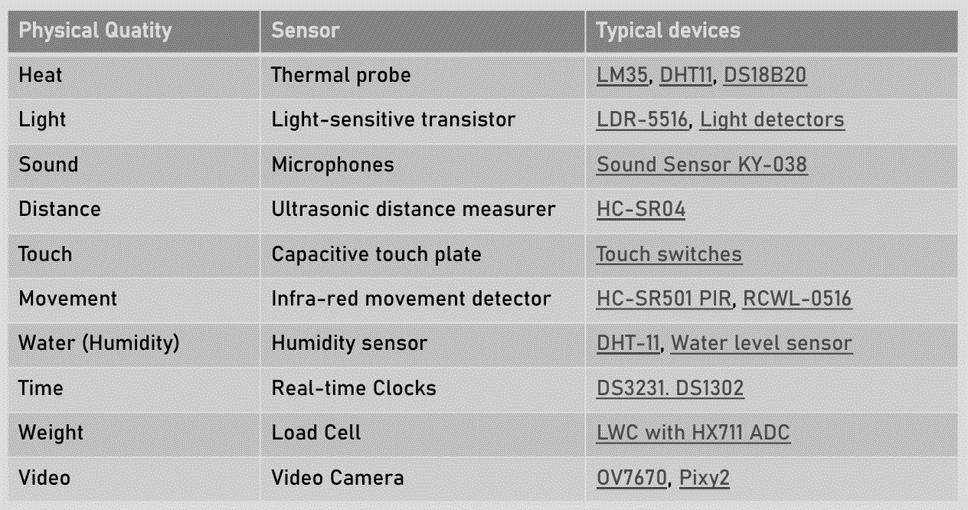 Physical Quatity Sensor Typical devices
Heat Thermal probe LM35, DHT11, DS18B20
Light Light-sensitive transistor LDR-5516, Light detectors
Sound Microphones Sound Sensor KY-038
Distance Ultrasonic distance measurer HC-SR04
Touch Capacitive touch plate Touch switches
Movement Infra-red movement detector HC-SR501 PIR, RCWL-0516
Water (Humidity) Humidity sensor DHT-11, Water level sensor
Time Real-time Clocks DS3231. DS1302
Weight Load Cell LWC with HX711 ADC
Video Video Camera OV7670, Pixy2